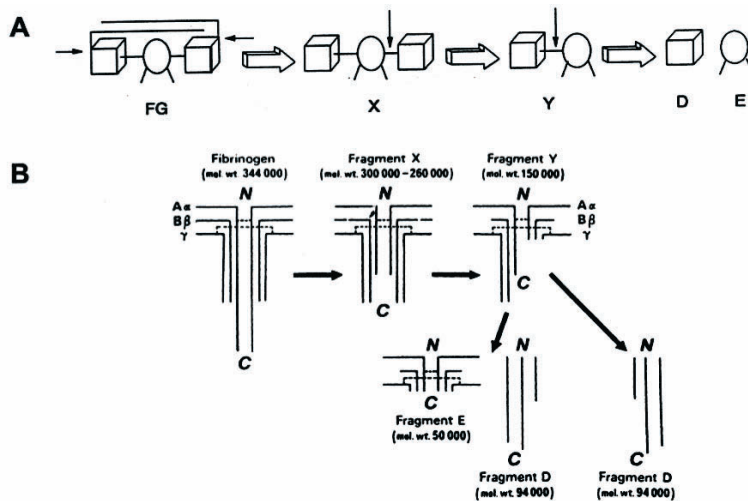 A
FG
X
Y
D
E
B
Fibrinogen
(mol. wt. 344 000)
Fragment X
(mol. wt. 300 000-260 000)
Fragment Y
(mol. wt. 150 000)
N
N
N
Aα
Bβ
γ
Aα
Bβ
γ
C
C
C
N
N
N
C
Fragment E
(mol. wt. 50 000)
C
C
Fragment D
(mol. wt. 94 000)
Fragment D
(mol. wt. 94 000)